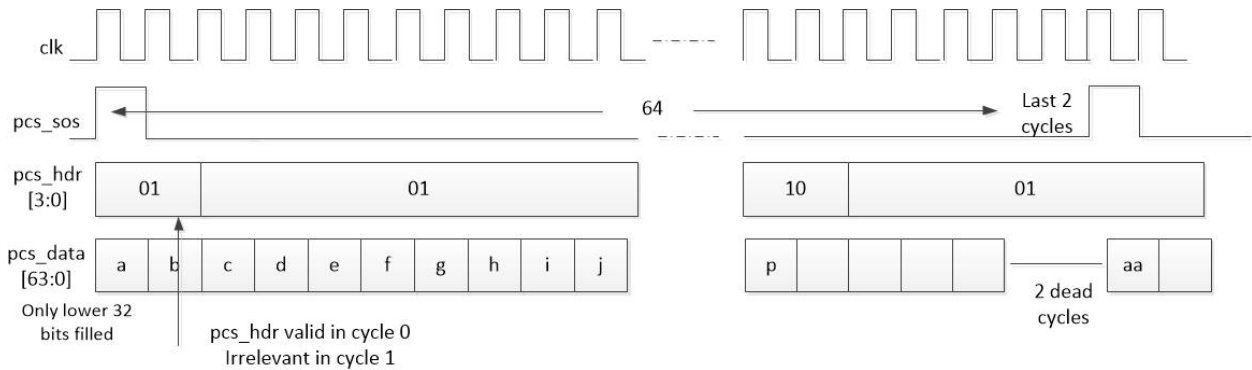 clk
pcs_sos
64
Last 2
cycles
pcs_hdr
[3:0]
01
01
10
01
pcs_data
[63:0]
a b c d e f g h i j
p
aa
Only lower 32
bits filled
2 dead
cycles
pcs_hdr valid in cycle 0
Irrelevant in cycle 1